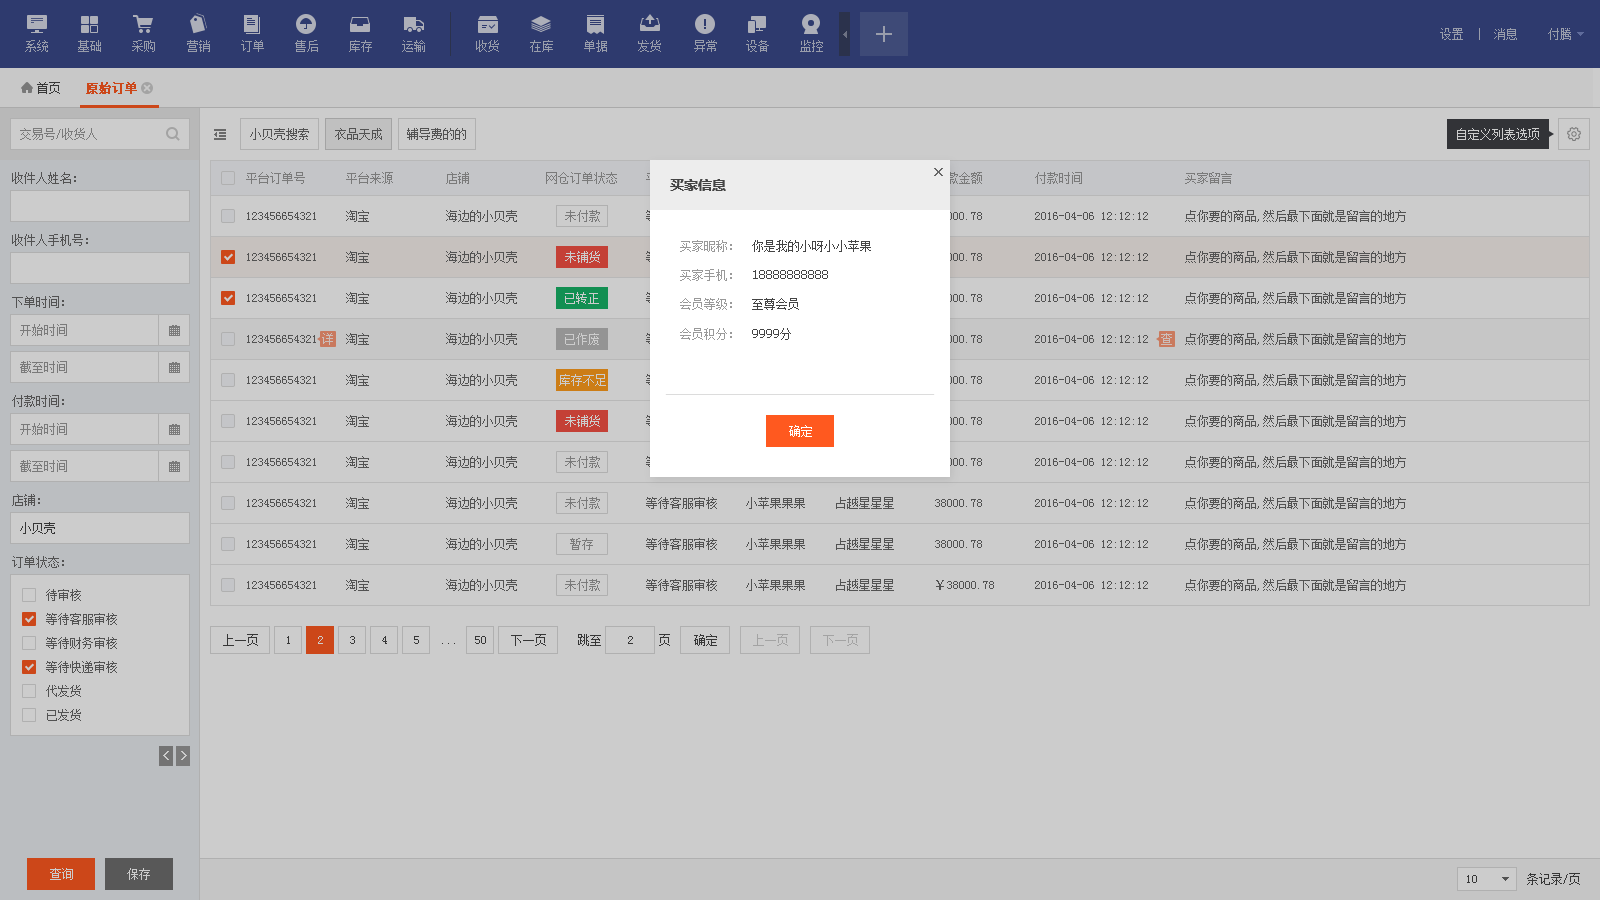 系统 基础 采购 营销 订单 售后 库存 运输 收货 在库 单据 发货 异常 设备 监控 设置 | 消息 付腾
首页 原始订单
交易号/收货人
小贝壳搜索 衣品天成 辅导费的的 自定义列表选项
收件人姓名:
收件人手机号:
下单时间:
开始时间
截至时间
付款时间:
开始时间
截至时间
店铺:
小贝壳
订单状态:
待审核
等待客服审核
等待财务审核
等待快递审核
代发货
已发货
查询 保存
平台订单号 平台来源 店铺 网仓订单状态 款金额 付款时间 买家留言
123456654321 淘宝 海边的小贝壳 未付款 000.78 2016-04-06 12:12:12 点你要的商品,然后最下面就是留言的地方
123456654321 淘宝 海边的小贝壳 未铺货 000.78 2016-04-06 12:12:12 点你要的商品,然后最下面就是留言的地方
123456654321 淘宝 海边的小贝壳 已转正 000.78 2016-04-06 12:12:12 点你要的商品,然后最下面就是留言的地方
123456654321 详 淘宝 海边的小贝壳 已作废 000.78 2016-04-06 12:12:12 查 点你要的商品,然后最下面就是留言的地方
123456654321 淘宝 海边的小贝壳 库存不足 000.78 2016-04-06 12:12:12 点你要的商品,然后最下面就是留言的地方
123456654321 淘宝 海边的小贝壳 未铺货 000.78 2016-04-06 12:12:12 点你要的商品,然后最下面就是留言的地方
123456654321 淘宝 海边的小贝壳 未付款 000.78 2016-04-06 12:12:12 点你要的商品,然后最下面就是留言的地方
123456654321 淘宝 海边的小贝壳 未付款 等待客服审核 小苹果果果 占越星星星 38000.78 2016-04-06 12:12:12 点你要的商品,然后最下面就是留言的地方
123456654321 淘宝 海边的小贝壳 暂存 等待客服审核 小苹果果果 占越星星星 38000.78 2016-04-06 12:12:12 点你要的商品,然后最下面就是留言的地方
123456654321 淘宝 海边的小贝壳 未付款 等待客服审核 小苹果果果 占越星星星 ¥38000.78 2016-04-06 12:12:12 点你要的商品,然后最下面就是留言的地方
上一页 1 2 3 4 5 ... 50 下一页 跳至 2 页 确定 上一页 下一页
10 条记录/页
买家信息
买家昵称: 你是我的小呀小小苹果
买家手机: 18888888888
会员等级: 至尊会员
会员积分: 9999分
确定